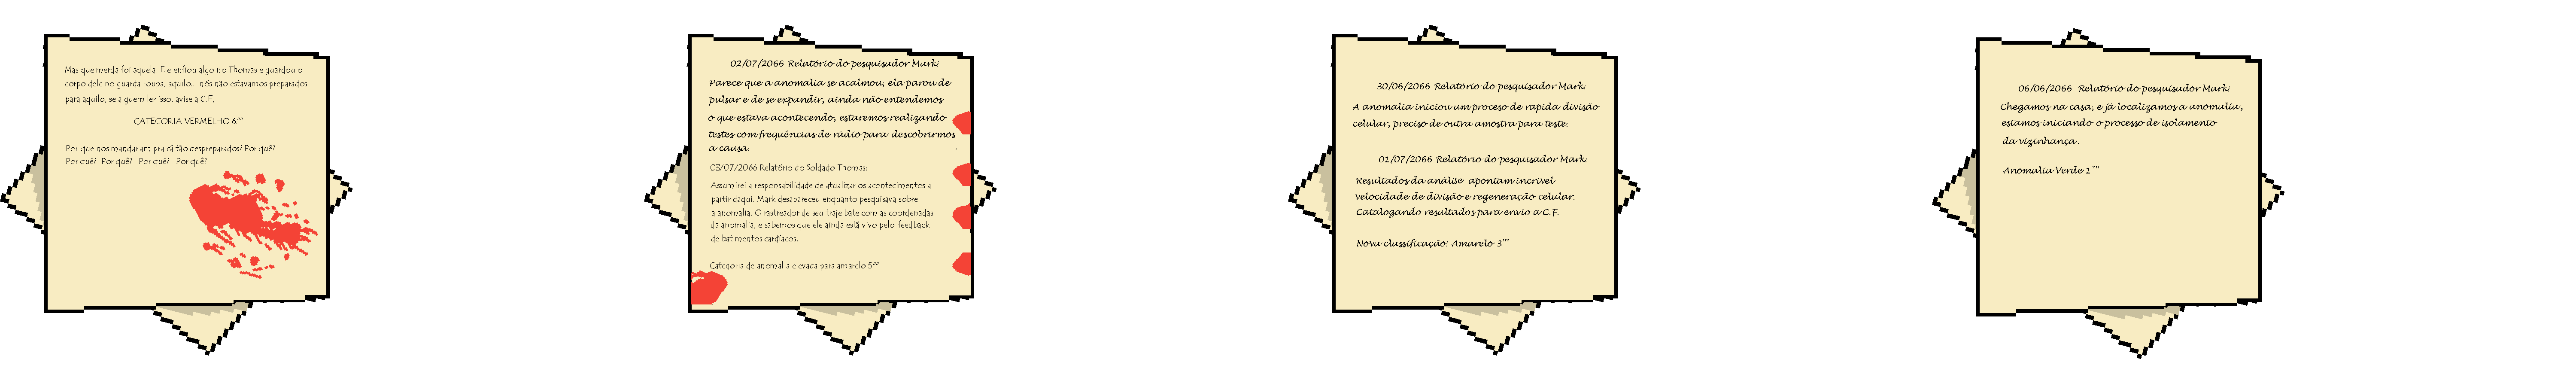 Mas que merda foi aquela. Ele enfiou algo no Thomas e guardou o
corpo dele no guarda roupa, aquilo... nós não estavamos preparados
para aquilo, se alguem ler isso, avise a C.F.
CATEGORIA VERMELHO 6.""
Por que nos mandaram pra cá tão despreparados? Por quê?
Por quê? Por quê? Por quê? Por quê?
02/07/2066 Relatório do pesquisador Mark:
Parece que a anomalia se acalmou, ela parou de
pulsar e de se expandir, ainda não entendemos
o que estava acontecendo, estaremos realizando
testes com frequências de rádio para descobrirmos
a causa.
03/07/2066 Relatório do Soldado Thomas:
Assumirei a responsabilidade de atualizar os acontecimentos a
partir daqui. Mark desapareceu enquanto pesquisava sobre
a anomalia. O rastreador de seu traje bate com as coordenadas
da anomalia, e sabemos que ele ainda está vivo pelo feedback
de batimentos cardíacos.
Categoria de anomalia elevada para amarelo 5""
30/06/2066 Relatório do pesquisador Mark:
A anomalia iniciou um proceso de rapida divisão
celular, preciso de outra amostra para teste.
01/07/2066 Relatório do pesquisador Mark:
Resultados da análise apontam incrível
velocidade de divisão e regeneração celular.
Catalogando resultados para envio a C.F.
Nova classificação: Amarelo 3""
06/06/2066 Relatório do pesquisador Mark:
Chegamos na casa, e já localizamos a anomalia,
estamos iniciando o processo de isolamento
da vizinhança.
Anomalia Verde 1""